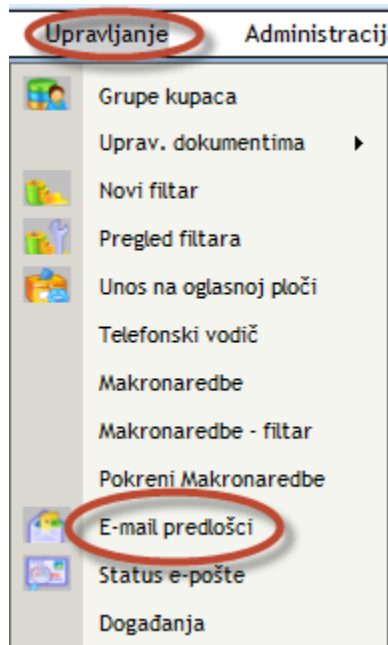 Upravljanje Administracij
Grupe kupaca
Uprav. dokumentima
Novi filtar
Pregled filtara
Unos na oglasnoj ploči
Telefonski vodič
Makronaredbe
Makronaredbe - filtar
Pokreni Makronaredbe
E-mail predlošci
Status e-pošte
Događanja